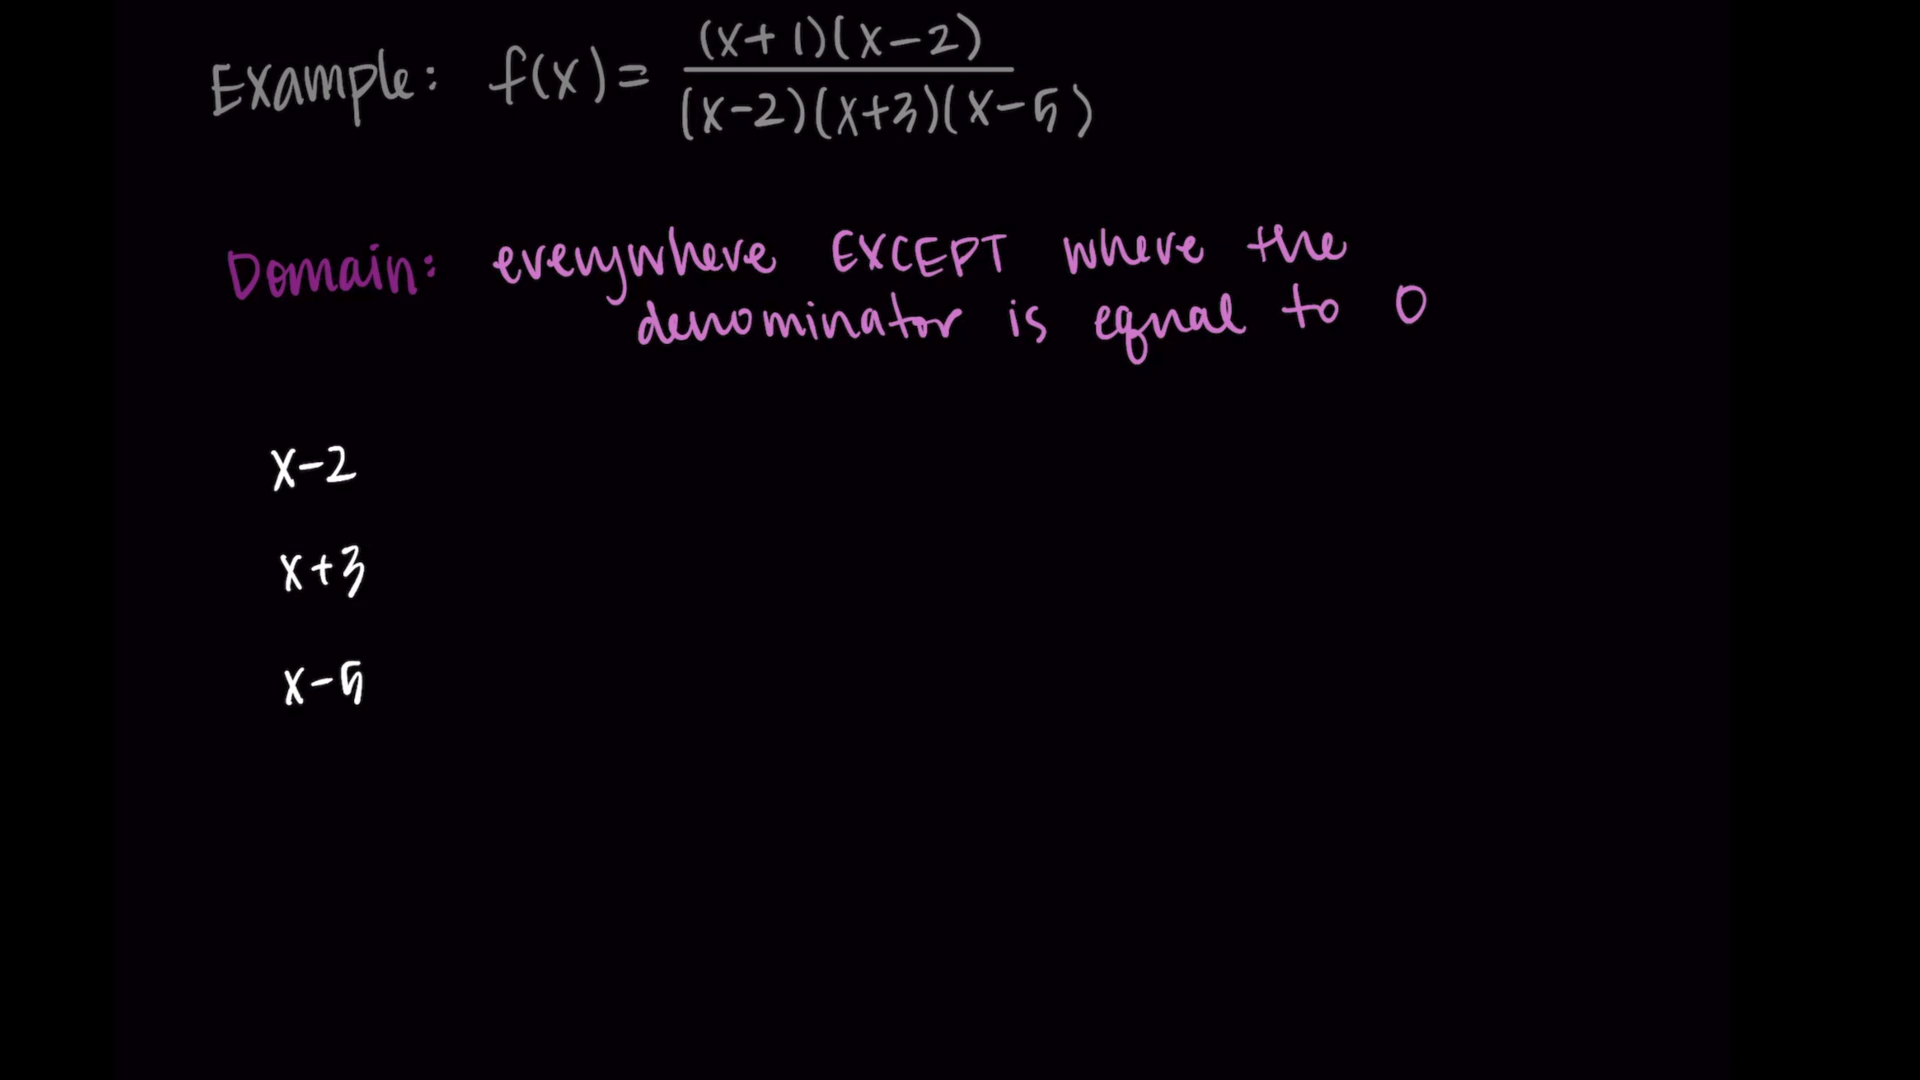 Example: f(x) = (x+1)(x-2) / (x-2)(x+3)(x-5)
Domain: everywhere EXCEPT where the
denominator is equal to 0
x-2
x+3
x-5